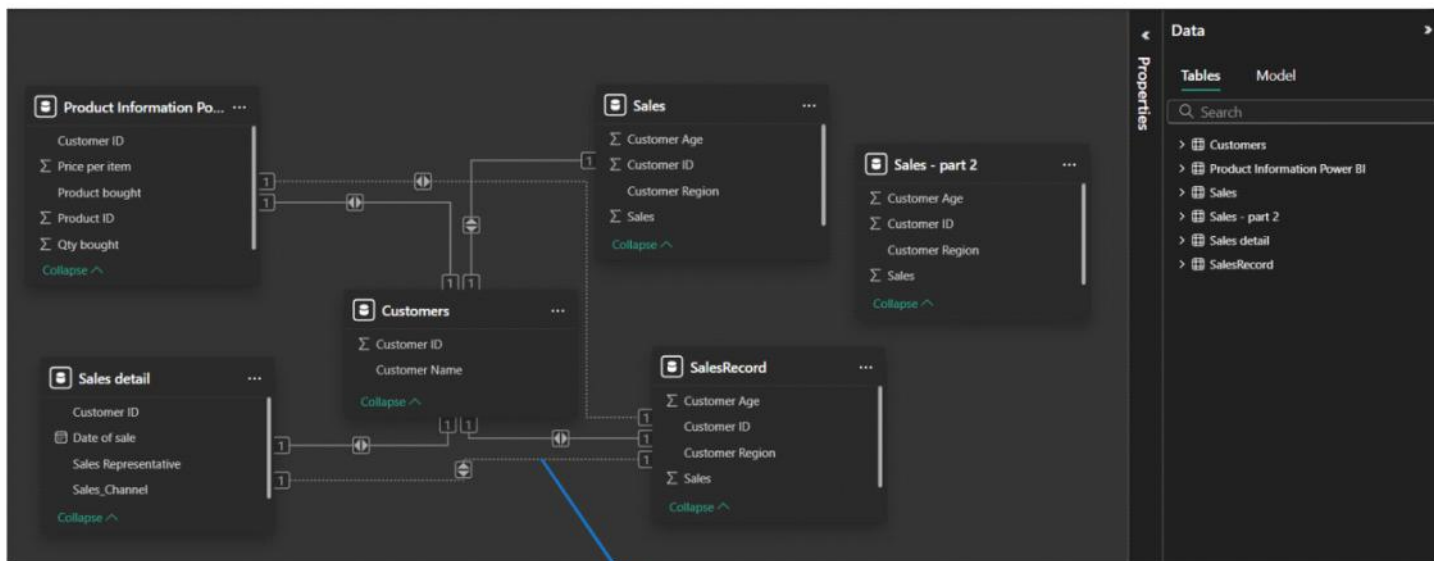 Product Information Po... ...
Customer ID
Σ Price per item
Product bought
Σ Product ID
Σ Qty bought
Collapse
1
1
Sales ...
Σ Customer Age
Σ Customer ID
Customer Region
Σ Sales
Collapse
1
Sales - part 2 ...
Σ Customer Age
Σ Customer ID
Customer Region
Σ Sales
Collapse
1 1
Customers ...
Σ Customer ID
Customer Name
Collapse
1 1
Sales detail ...
Customer ID
Date of sale
Sales Representative
Sales_Channel
Collapse
1
1
SalesRecord ...
Σ Customer Age
Customer ID
Customer Region
Σ Sales
Collapse
1
1
1
Properties
Data
Tables Model
Search
Customers
Product Information Power BI
Sales
Sales - part 2
Sales detail
SalesRecord